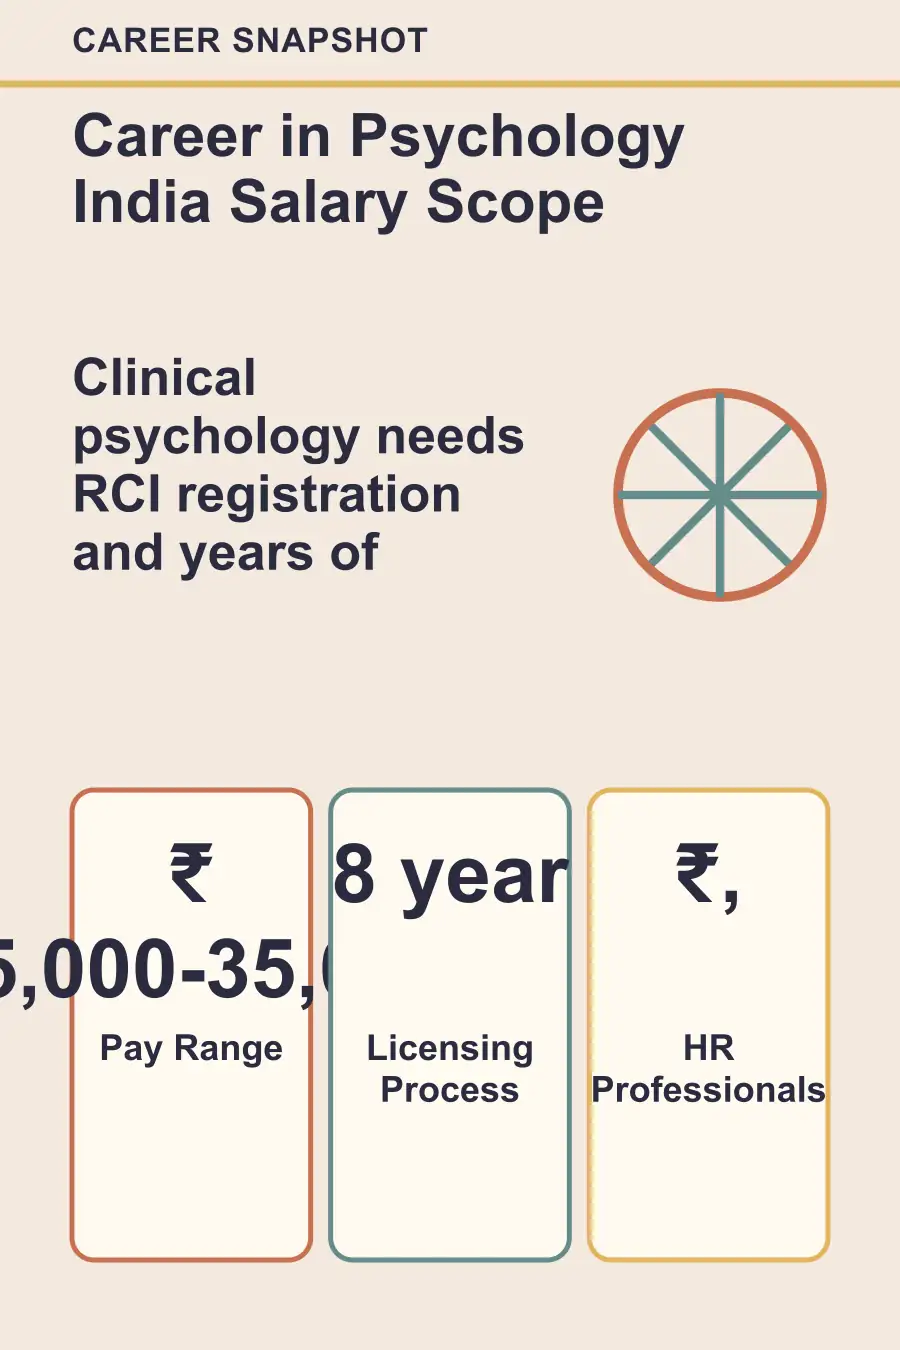 CAREER SNAPSHOT
Career in Psychology
India Salary Scope
Clinical
psychology needs
RCI registration
and years of
₹
5,000-35,
Pay Range
8 year
Licensing
Process
₹,
HR
Professionals